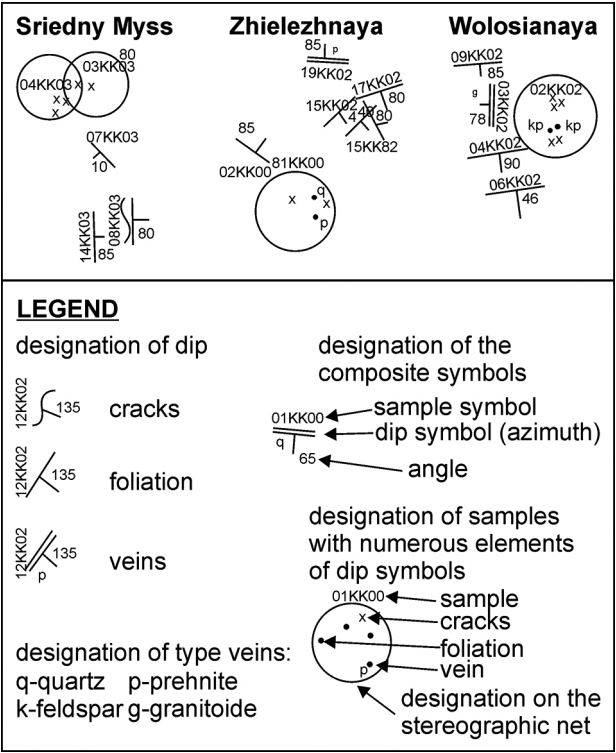 Sriedny Myss
Zhielezhnaya
Wolosianaya
80
03KK03
04KK03
x x
x x
x
07KK03
10
14KK03
85
08KK03
80
85 p
19KK02
17KK02
80
15KK02
4 48 80
15KK82
85
02KK00
81KK00
x q
x
p
09KK02
85
g
78
03KK02
02KK02
x
x x
kp kp
x x
04KK02
90
06KK02
46
LEGEND
designation of dip
12KK02 135 cracks
12KK02 135 foliation
12KK02 135 veins
p
designation of type veins:
q-quartz p-prehnite
k-feldspar g-granitoide
designation of the
composite symbols
01KK00 sample symbol
dip symbol (azimuth)
q
65 angle
designation of samples
with numerous elements
of dip symbols
01KK00 sample
x cracks
foliation
p vein
designation on the
stereographic net